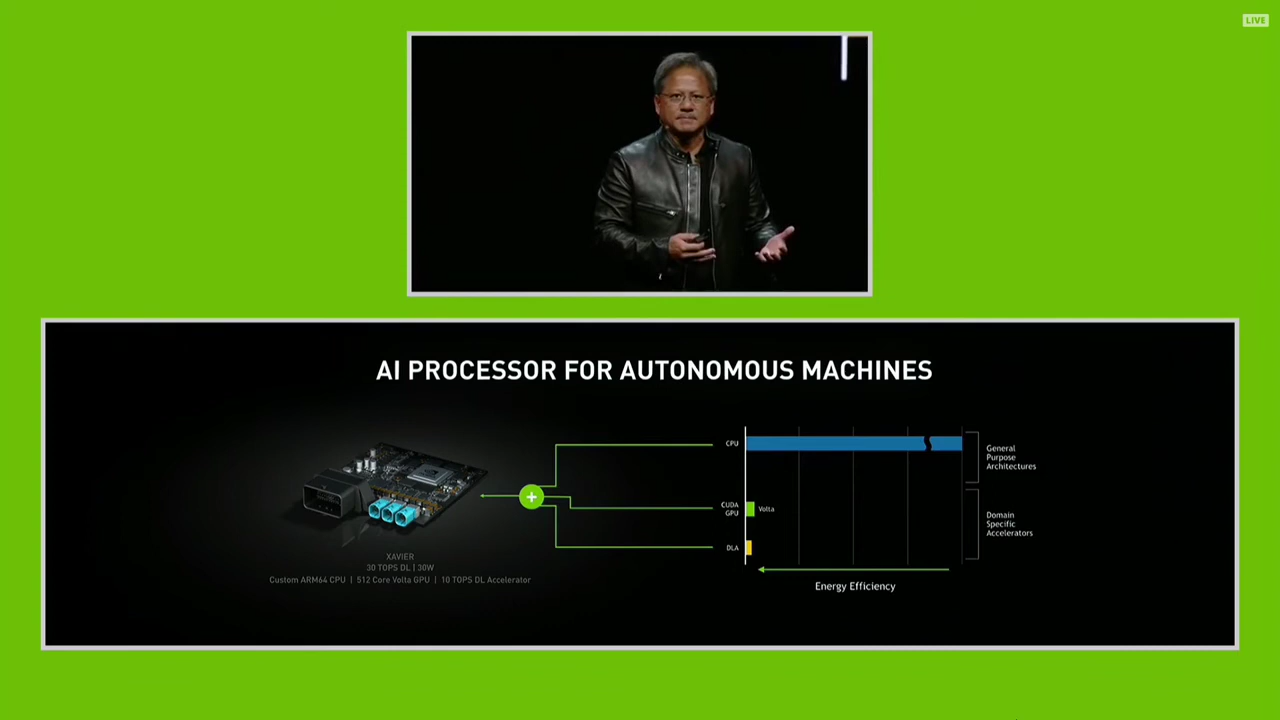 LIVE
AI PROCESSOR FOR AUTONOMOUS MACHINES
CPU
General
Purpose
Architectures
CUDA
GPU
Volta
Domain
Specific
Accelerators
DLA
XAVIER
30 TOPS DL | 30W
Custom ARM64 CPU | 512 Core Volta GPU | 10 TOPS DL Accelerator
Energy Efficiency